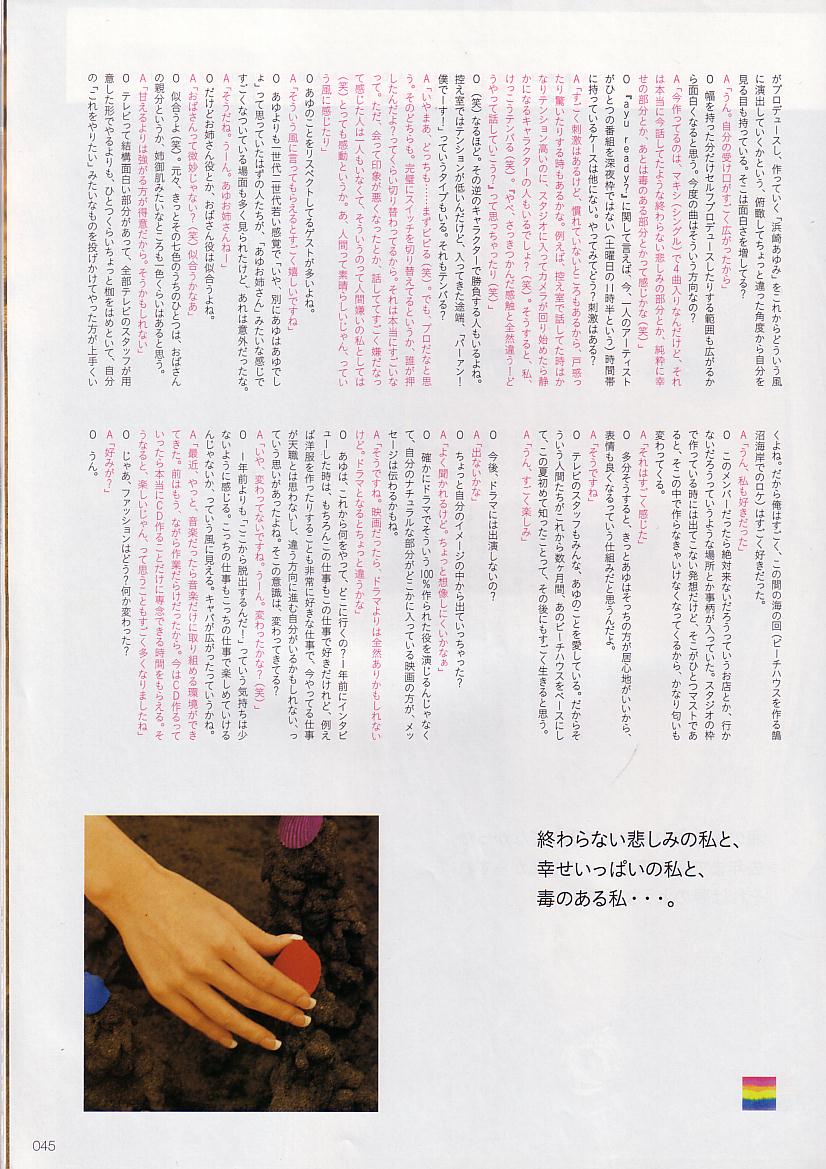 がプロデュースし、作っていく「浜崎あゆみ」をこれからどういう風
に演出していくかという、俯瞰してちょっと違った角度から自分を
見る目も持っている。そこは面白さを増してる?
A「うん。自分の受け口がすごく広がったから」
O 幅を持った分だけセルフプロデュースしたりする範囲も広がるか
ら面白くなると思う。今度の曲はそういう方向なの?
A「今作ってるのは、マキシ(シングル)で4曲入りなんだけど、それ
は本当に今話してたような終わらない悲しみの部分とか、純粋に幸
せの部分とか、あと毒のある部分とかって感じかな(笑)」
O 『ayu ready?』に関して言えば、今、一人のアーティスト
がひとつの番組を深夜枠ではない(土曜日の11時半という)時間帯
に持っているケースは他にない。やってみてどう?刺激はある?
A「すごく刺激はあるけど、慣れていないところもあるから、戸惑っ
たり驚いたりする時もあるかな。例えば、控え室で話してた時はか
なりテンション高いのに、スタジオに入ってカメラが回り始めたら静
かになるキャラクターの人もいるでしょ?(笑)。そうすると、私、
けっこうテンパる(笑)。『やべ、さっきつかんだ感触と全然違う!ど
うやって話していこう?』って思っちゃったり(笑)」
O (笑)なるほど。その逆のキャラクターで勝負する人もいるよね。
控え室ではテンションが低いんだけど、入ってきた途端、「バーアン!
僕でーす!」っていうタイプもいる。それもテンパる?
A「いやまあ、どっちも……まずビビる(笑)。でも、プロだなと思
う。そのどちらも。完璧にスイッチを切り替えてるというか、誰が押
したんだよ?ってくらい切り替わってるから。それは本当にすごいな
って。ただ、会って印象が悪くなったとか、話しててすごく嫌だなっ
て感じた人は一人もいなくて、そういうのって人間嫌いの私としては
(笑)とっても感動というか。あ、人間って素晴らしいじゃん、ってい
う風に感じたり」
O あゆのことをリスペクトしてるゲストが多いよね。
A「そういう風に言ってもらえるとすごく嬉しいですね」
O あゆよりも一世代二世代若い感覚で「いや、別にあゆはあゆでし
ょ」って思っていたはずの人たちが、「あゆお姉さん」みたいな感じで
すごくなついている場面も多く見られたけど、あれは意外だったな。
A「そうだね。うーん。あゆお姉さんね」
O だけどお姉さん役とか、おばさん役は似合うよね。
A「おばさんって微妙じゃない?(笑)似合うかなあ」
O 似合うよ(笑)。元々、きっとその七色のうちのひとつは、おばさん
の親分というか、姉御肌みたいなところも一色くらいはあると思う。
A「甘えるよりは強がる方が得意だから。そうかもしれない」
O テレビって結構面白い部分があって、全部テレビのスタッフが用
意した形でやるよりも、ひとつくらいちょっと枷をはめといて、自分
の「これをやりたい」みたいなものを投げかけてやった方が上手くい
くよね。だから俺はすごく、この間の海の回(ビーチハウスを作る鵠
沼海岸でのロケ)はすごく好きだった。
A「うん、私も好きだった」
O このメンバーだったら絶対来ないだろうっていうお店とか、行か
ないだろうっていうような場所とか事柄が入っていた。スタジオの枠
で作っている時には出てこない発想だけど、そこがひとつマストであ
ると、そこの中で作らなきゃいけなくなってくるから、かなり匂いも
変わってくる。
A「それはすごく感じた」
O 多分そうすると、きっとあゆはそっちの方が居心地がいいから、
表情も良くなるっていう仕組みだと思うんだよ。
A「そうですね」
O テレビのスタッフもみんな、あゆのことを愛している。だからそ
ういう人間たちがこれから数ヶ月間、あのビーチハウスをベースにし
て、この夏初めて知ったことって、その後にもすごく生きると思う。
A「うん、すごく楽しみ」
O 今後、ドラマには出演しないの?
A「出ないかな」
O ちょっと自分のイメージの中から出ていっちゃう?
A「よく聞かれるけど。ちょっと想像しにくいかなぁ」
O 確かにドラマでそういう100%作られた役を演じるんじゃなく
て、自分のナチュラルな部分がどこかに入っている映画の方が、メッ
セージは伝わるかもね。
A「そうですね。映画だったら、ドラマよりは全然ありかもしれない
けど。ドラマとなるとちょっと違うかな」
O あゆは、これから何をやって、どこに行くの?1年前にインタビ
ューした時は、もちろんこの仕事もこの仕事で好きだけれど、例え
ば洋服を作ったりすることも非常に好きな仕事で、今やってる仕事
が天職とは思わないし、違う方向に進む自分がいるかもしれない、っ
ていう思いがあったよね。そこの意識は、変わってきてる?
A「いや、変わってないですね。うーん。変わったかな?(笑)」
O 1年前よりも「ここから脱出するんだ!」っていう気持ちは少
ないように感じる。こっちの仕事もこっちの仕事で楽しめていける
んじゃないか、っていう風に見える。キャパが広がったっていうかね。
A「最近、やっと、音楽だったら音楽だけに取り組める環境ができ
てきた。前はもう、ながら作業だらけだったから。今はCD作るって
いったら本当にCD作ることだけに専念できる時間をもらえる。そ
うなると、楽しいじゃん、って思うこともすごく多くなりましたね」
O じゃあ、ファッションはどう?何か変わった?
A「好みが?」
O うん。
終わらない悲しみの私と、
幸せいっぱいの私と、
毒のある私・・・。
045